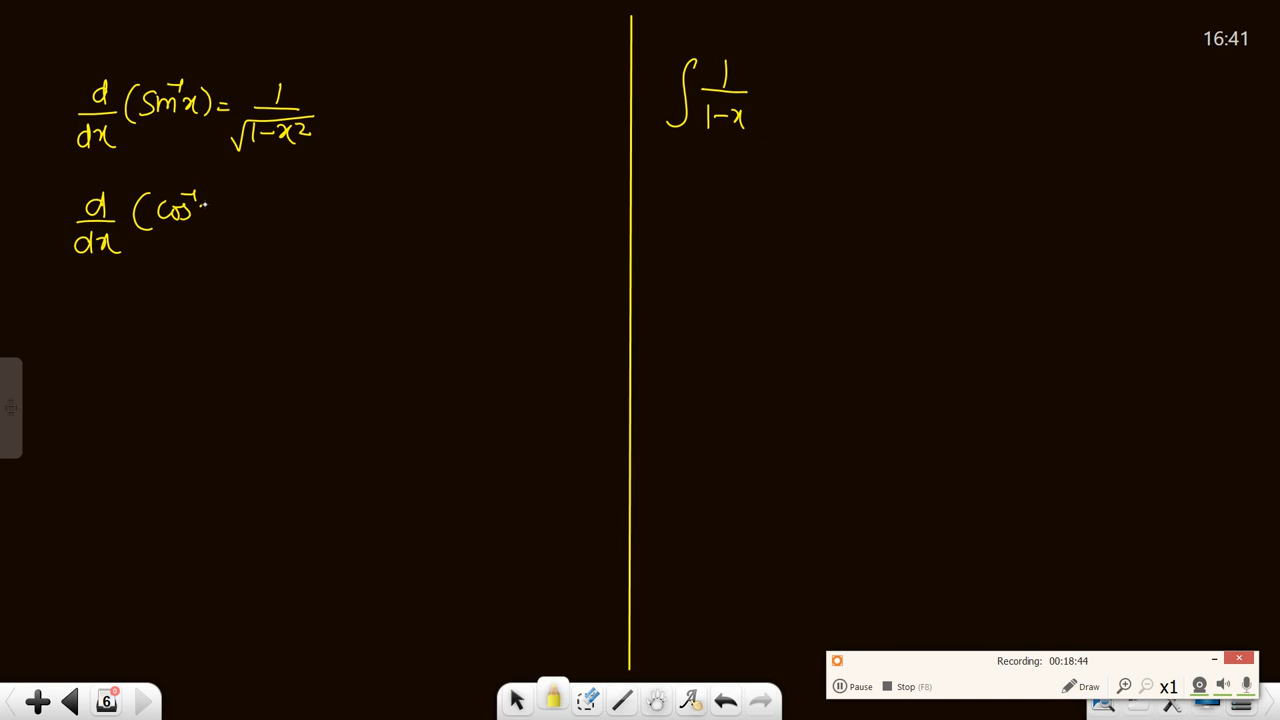 16:41
d/dx (Sin⁻¹x) = 1/√(1-x²)
d/dx (cos⁻¹
∫ 1/(1-x)
Recording: 00:18:44
Pause Stop (F8) Draw x1
6 0